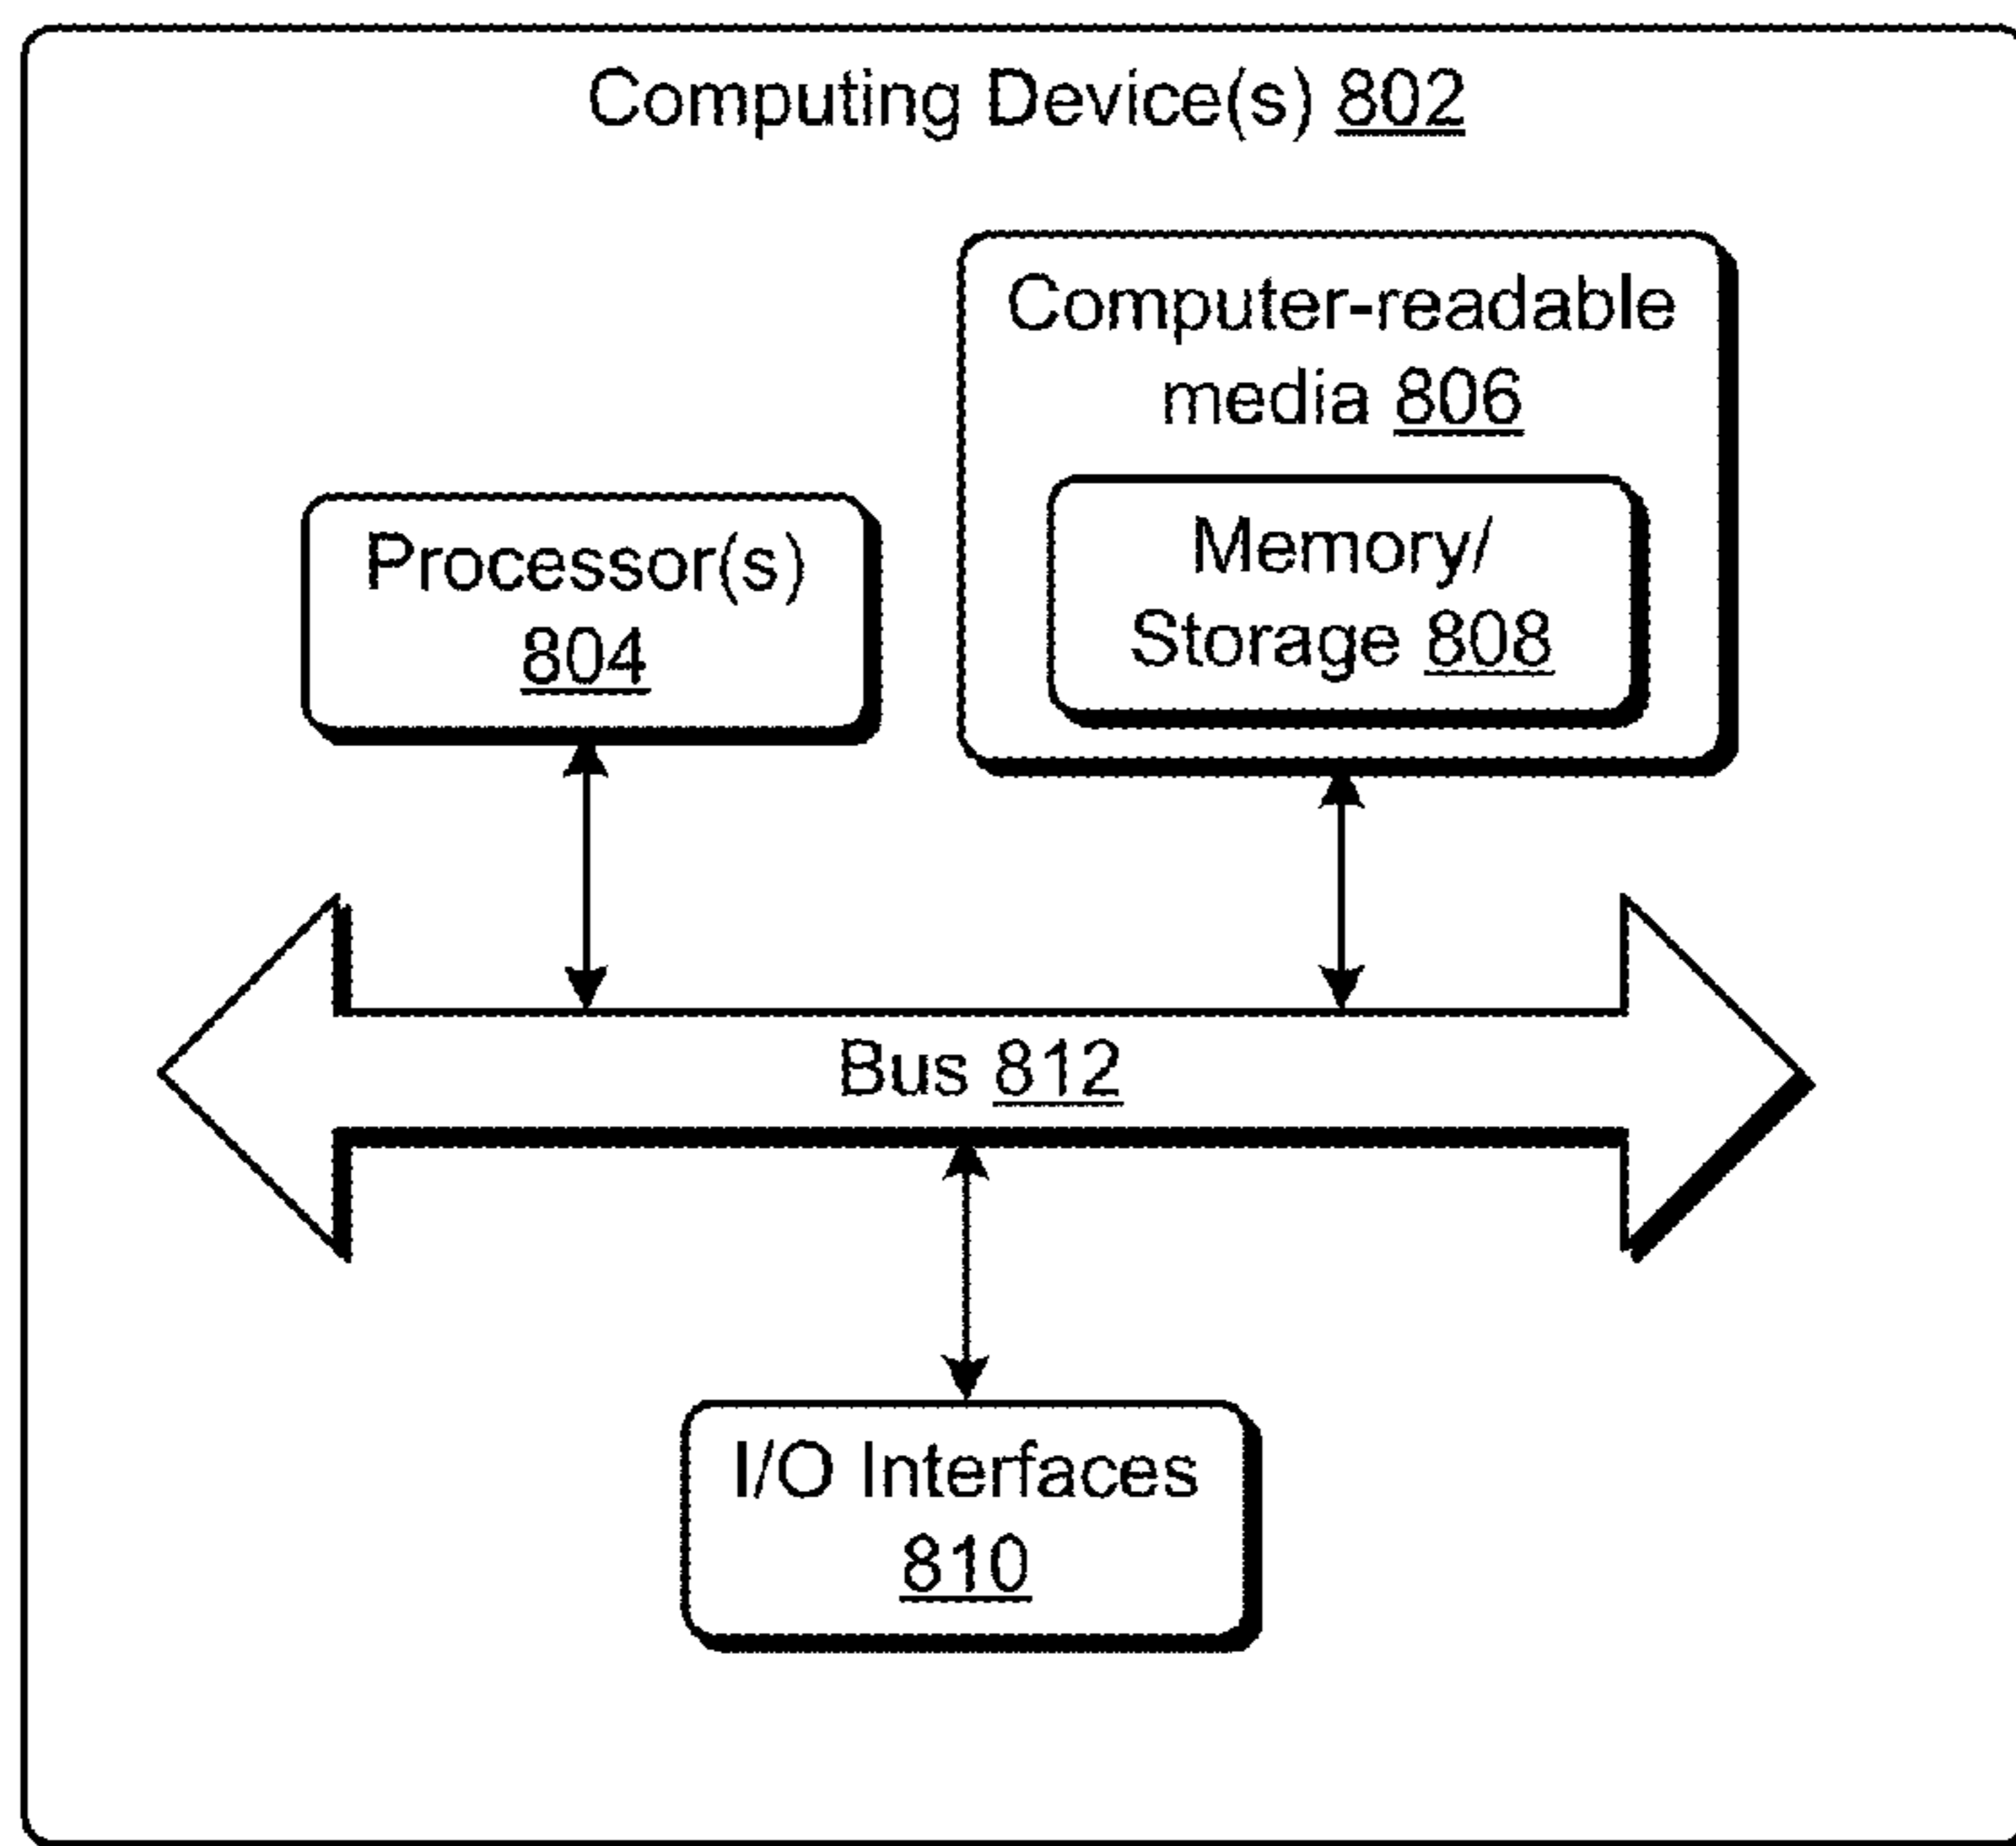 Computing Device(s) 802
Computer-readable
media 806
Processor(s)
804
Memory/
Storage 808
Bus 812
I/O Interfaces
810